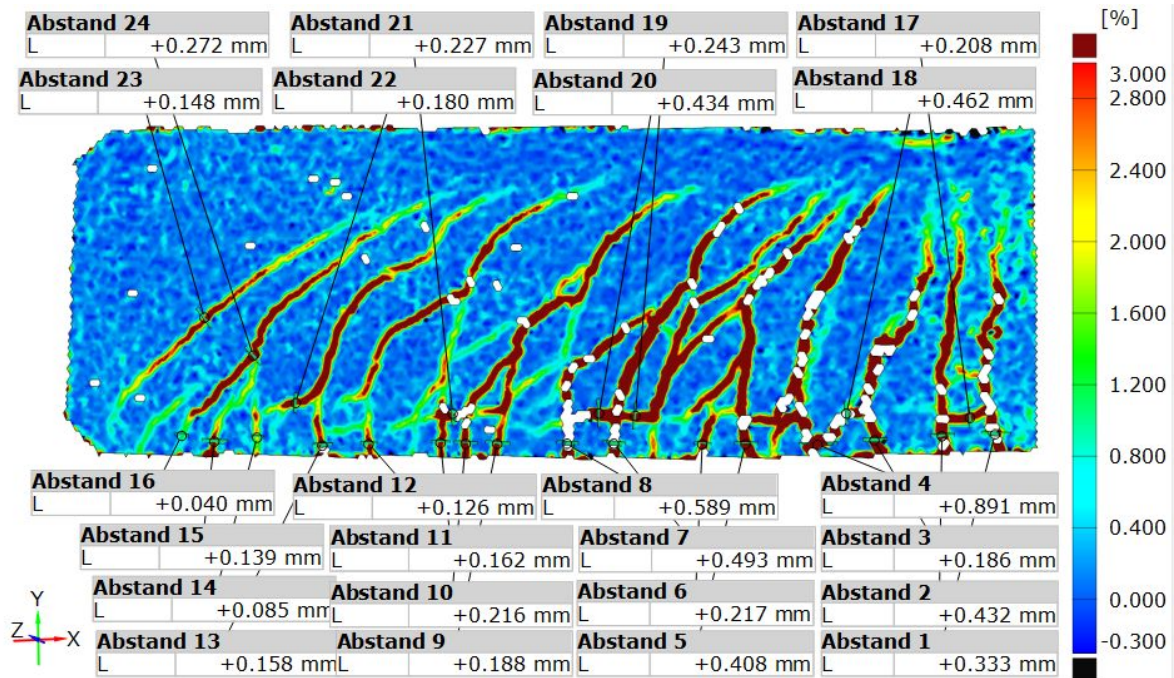 Abstand 24
L +0.272 mm
Abstand 21
L +0.227 mm
Abstand 19
L +0.243 mm
Abstand 17
L +0.208 mm
[%]
Abstand 23
L +0.148 mm
Abstand 22
L +0.180 mm
Abstand 20
L +0.434 mm
Abstand 18
L +0.462 mm
3.000
2.800
2.400
2.000
1.600
1.200
0.800
0.400
0.000
-0.300
Abstand 16
L +0.040 mm
Abstand 12
L +0.126 mm
Abstand 8
L +0.589 mm
Abstand 4
L +0.891 mm
Abstand 15
L +0.139 mm
Abstand 11
L +0.162 mm
Abstand 7
L +0.493 mm
Abstand 3
L +0.186 mm
Abstand 14
L +0.085 mm
Abstand 10
L +0.216 mm
Abstand 6
L +0.217 mm
Abstand 2
L +0.432 mm
Abstand 13
L +0.158 mm
Abstand 9
L +0.188 mm
Abstand 5
L +0.408 mm
Abstand 1
L +0.333 mm
Y
Z X